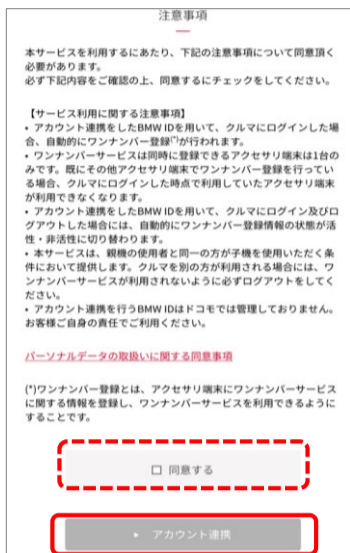 注意事項
本サービスを利用するにあたり、下記の注意事項について同意頂く
必要があります。
必ず下記内容をご確認の上、同意するにチェックをしてください。
【サービス利用に関する注意事項】
• アカウント連携をしたBMW IDを用いて、クルマにログインした場
合、自動的にワンナンバー登録(*)が行われます。
• ワンナンバーサービスは同時に登録できるアクセサリ端末は1台の
みです。既にその他アクセサリ端末でワンナンバー登録を行ってい
る場合、クルマにログインした時点で利用していたアクセサリ端末
が利用できなくなります。
• アカウント連携をしたBMW IDを用いて、クルマにログイン及びロ
グアウトした場合には、自動的にワンナンバー登録情報の状態が活
性・非活性に切り替わります。
• 本サービスは、親機の使用者と同一の方が子機を使用いただく条
件において提供します。クルマを別の方が利用される場合には、ワ
ンナンバーサービスが利用されないように必ずログアウトをしてく
ださい。
• アカウント連携を行うBMW IDはドコモでは管理しておりません。
お客様ご自身の責任でご利用ください。
パーソナルデータの取扱いに関する同意事項
(*)ワンナンバー登録とは、アクセサリ端末にワンナンバーサービス
に関する情報を登録し、ワンナンバーサービスを利用できるように
することです。
同意する
アカウント連携